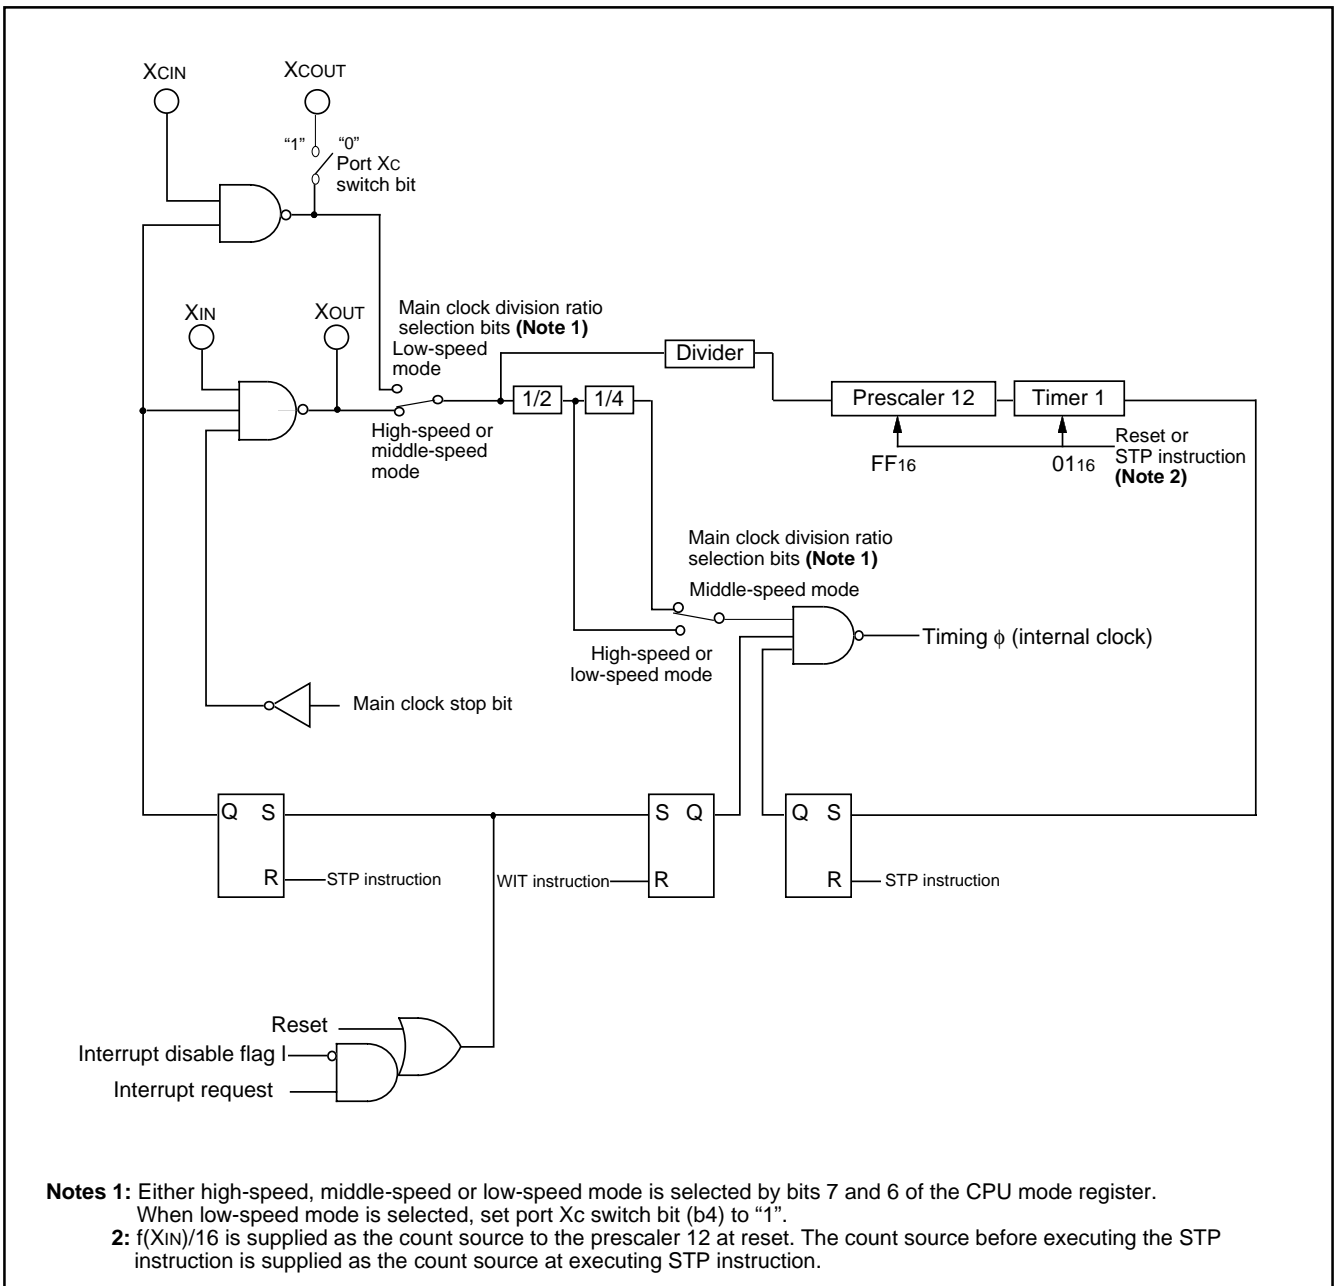 XCIN
XCOUT
“1” “0”
Port XC
switch bit
XIN
XOUT
Main clock division ratio
selection bits (Note 1)
Low-speed
mode
High-speed or
middle-speed
mode
1/2
1/4
Divider
Prescaler 12
Timer 1
FF16
0116
Reset or
STP instruction
(Note 2)
Main clock division ratio
selection bits (Note 1)
Middle-speed mode
High-speed or
low-speed mode
Timing ϕ (internal clock)
Main clock stop bit
Q S
R
STP instruction
S Q
WIT instruction
R
Q S
R
STP instruction
Reset
Interrupt disable flag I
Interrupt request
Notes 1: Either high-speed, middle-speed or low-speed mode is selected by bits 7 and 6 of the CPU mode register.
When low-speed mode is selected, set port Xc switch bit (b4) to “1”.
2: f(XIN)/16 is supplied as the count source to the prescaler 12 at reset. The count source before executing the STP
instruction is supplied as the count source at executing STP instruction.